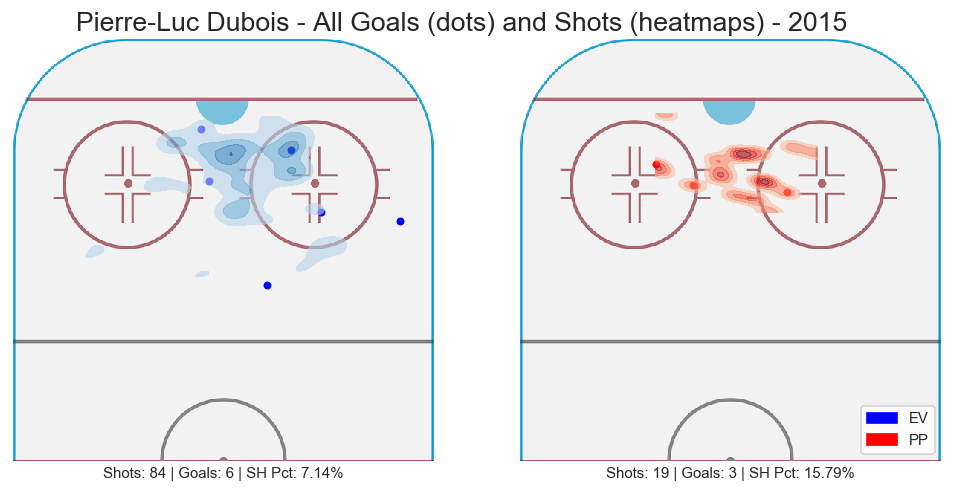 Pierre-Luc Dubois - All Goals (dots) and Shots (heatmaps) - 2015
EV
PP
Shots: 84 | Goals: 6 | SH Pct: 7.14%
Shots: 19 | Goals: 3 | SH Pct: 15.79%